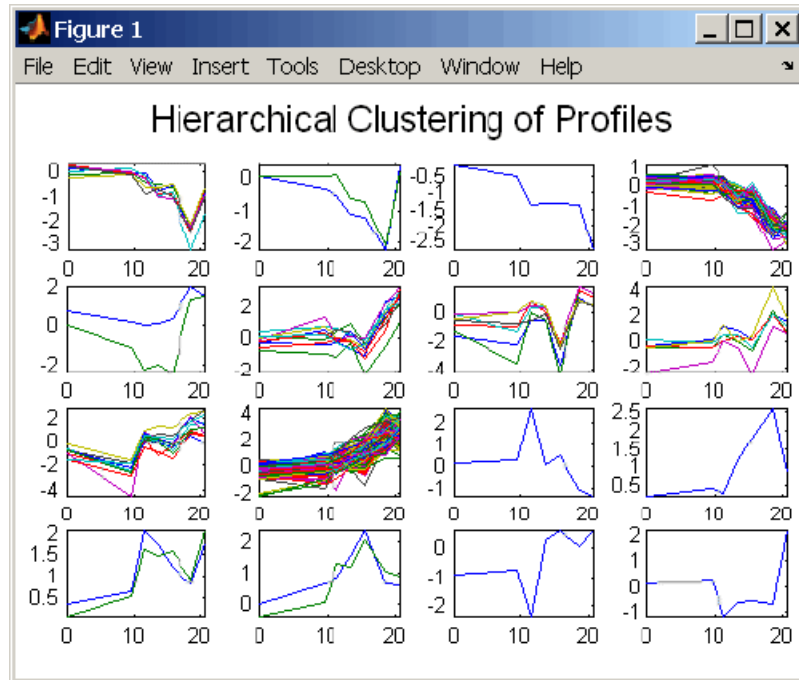 Figure 1
File Edit View Insert Tools Desktop Window Help
Hierarchical Clustering of Profiles
0 -1 -2 -3 0 10 20
0 -1 -2 0 10 20
-0.5 -1.5 -2.5 0 10 20
1 0 -1 -2 -3 0 10 20
2 0 -2 0 10 20
2 0 -2 0 10 20
0 -2 -4 0 10 20
4 2 0 -2 0 10 20
2 0 -2 -4 0 10 20
4 2 0 -2 0 10 20
2 1 0 -1 0 10 20
2.5 2 1.5 1 0.5 0 10 20
2 1.5 1 0.5 0 10 20
2 1 0 0 10 20
0 -1 -2 0 10 20
2 1 0 -1 0 10 20